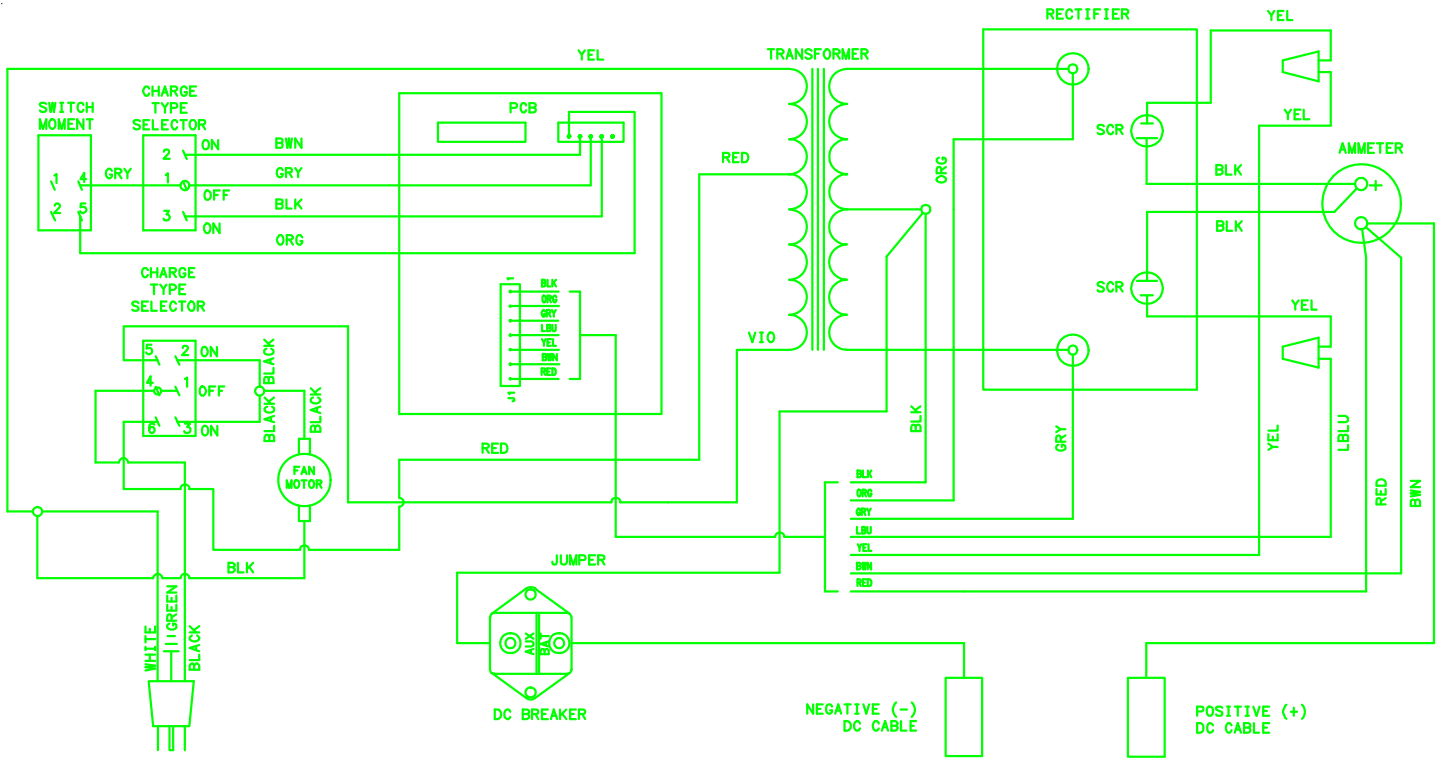 RECTIFIER
YEL
YEL
TRANSFORMER
CHARGE
TYPE
SELECTOR
SWITCH
MOMENT
PCB
YEL
SCR
AMMETER
ON
2
BWN
RED
ORG
1 4
GRY
1
GRY
OFF
BLK
+
2 5
3
BLK
ON
BLK
ORG
CHARGE
TYPE
SELECTOR
1
BLK
ORG
GRY
LBU
YEL
BWN
RED
J1
SCR
YEL
VIO
5 2
ON
BLACK
4 1
OFF
BLACK
BLACK
6 3
ON
BLK
GRY
YEL
LBLU
RED
FAN
MOTOR
BLK
ORG
GRY
LBU
YEL
BWN
RED
RED
BWN
BLK
JUMPER
WHITE
GREEN
BLACK
AUX
BAT
DC BREAKER
NEGATIVE (-)
DC CABLE
POSITIVE (+)
DC CABLE